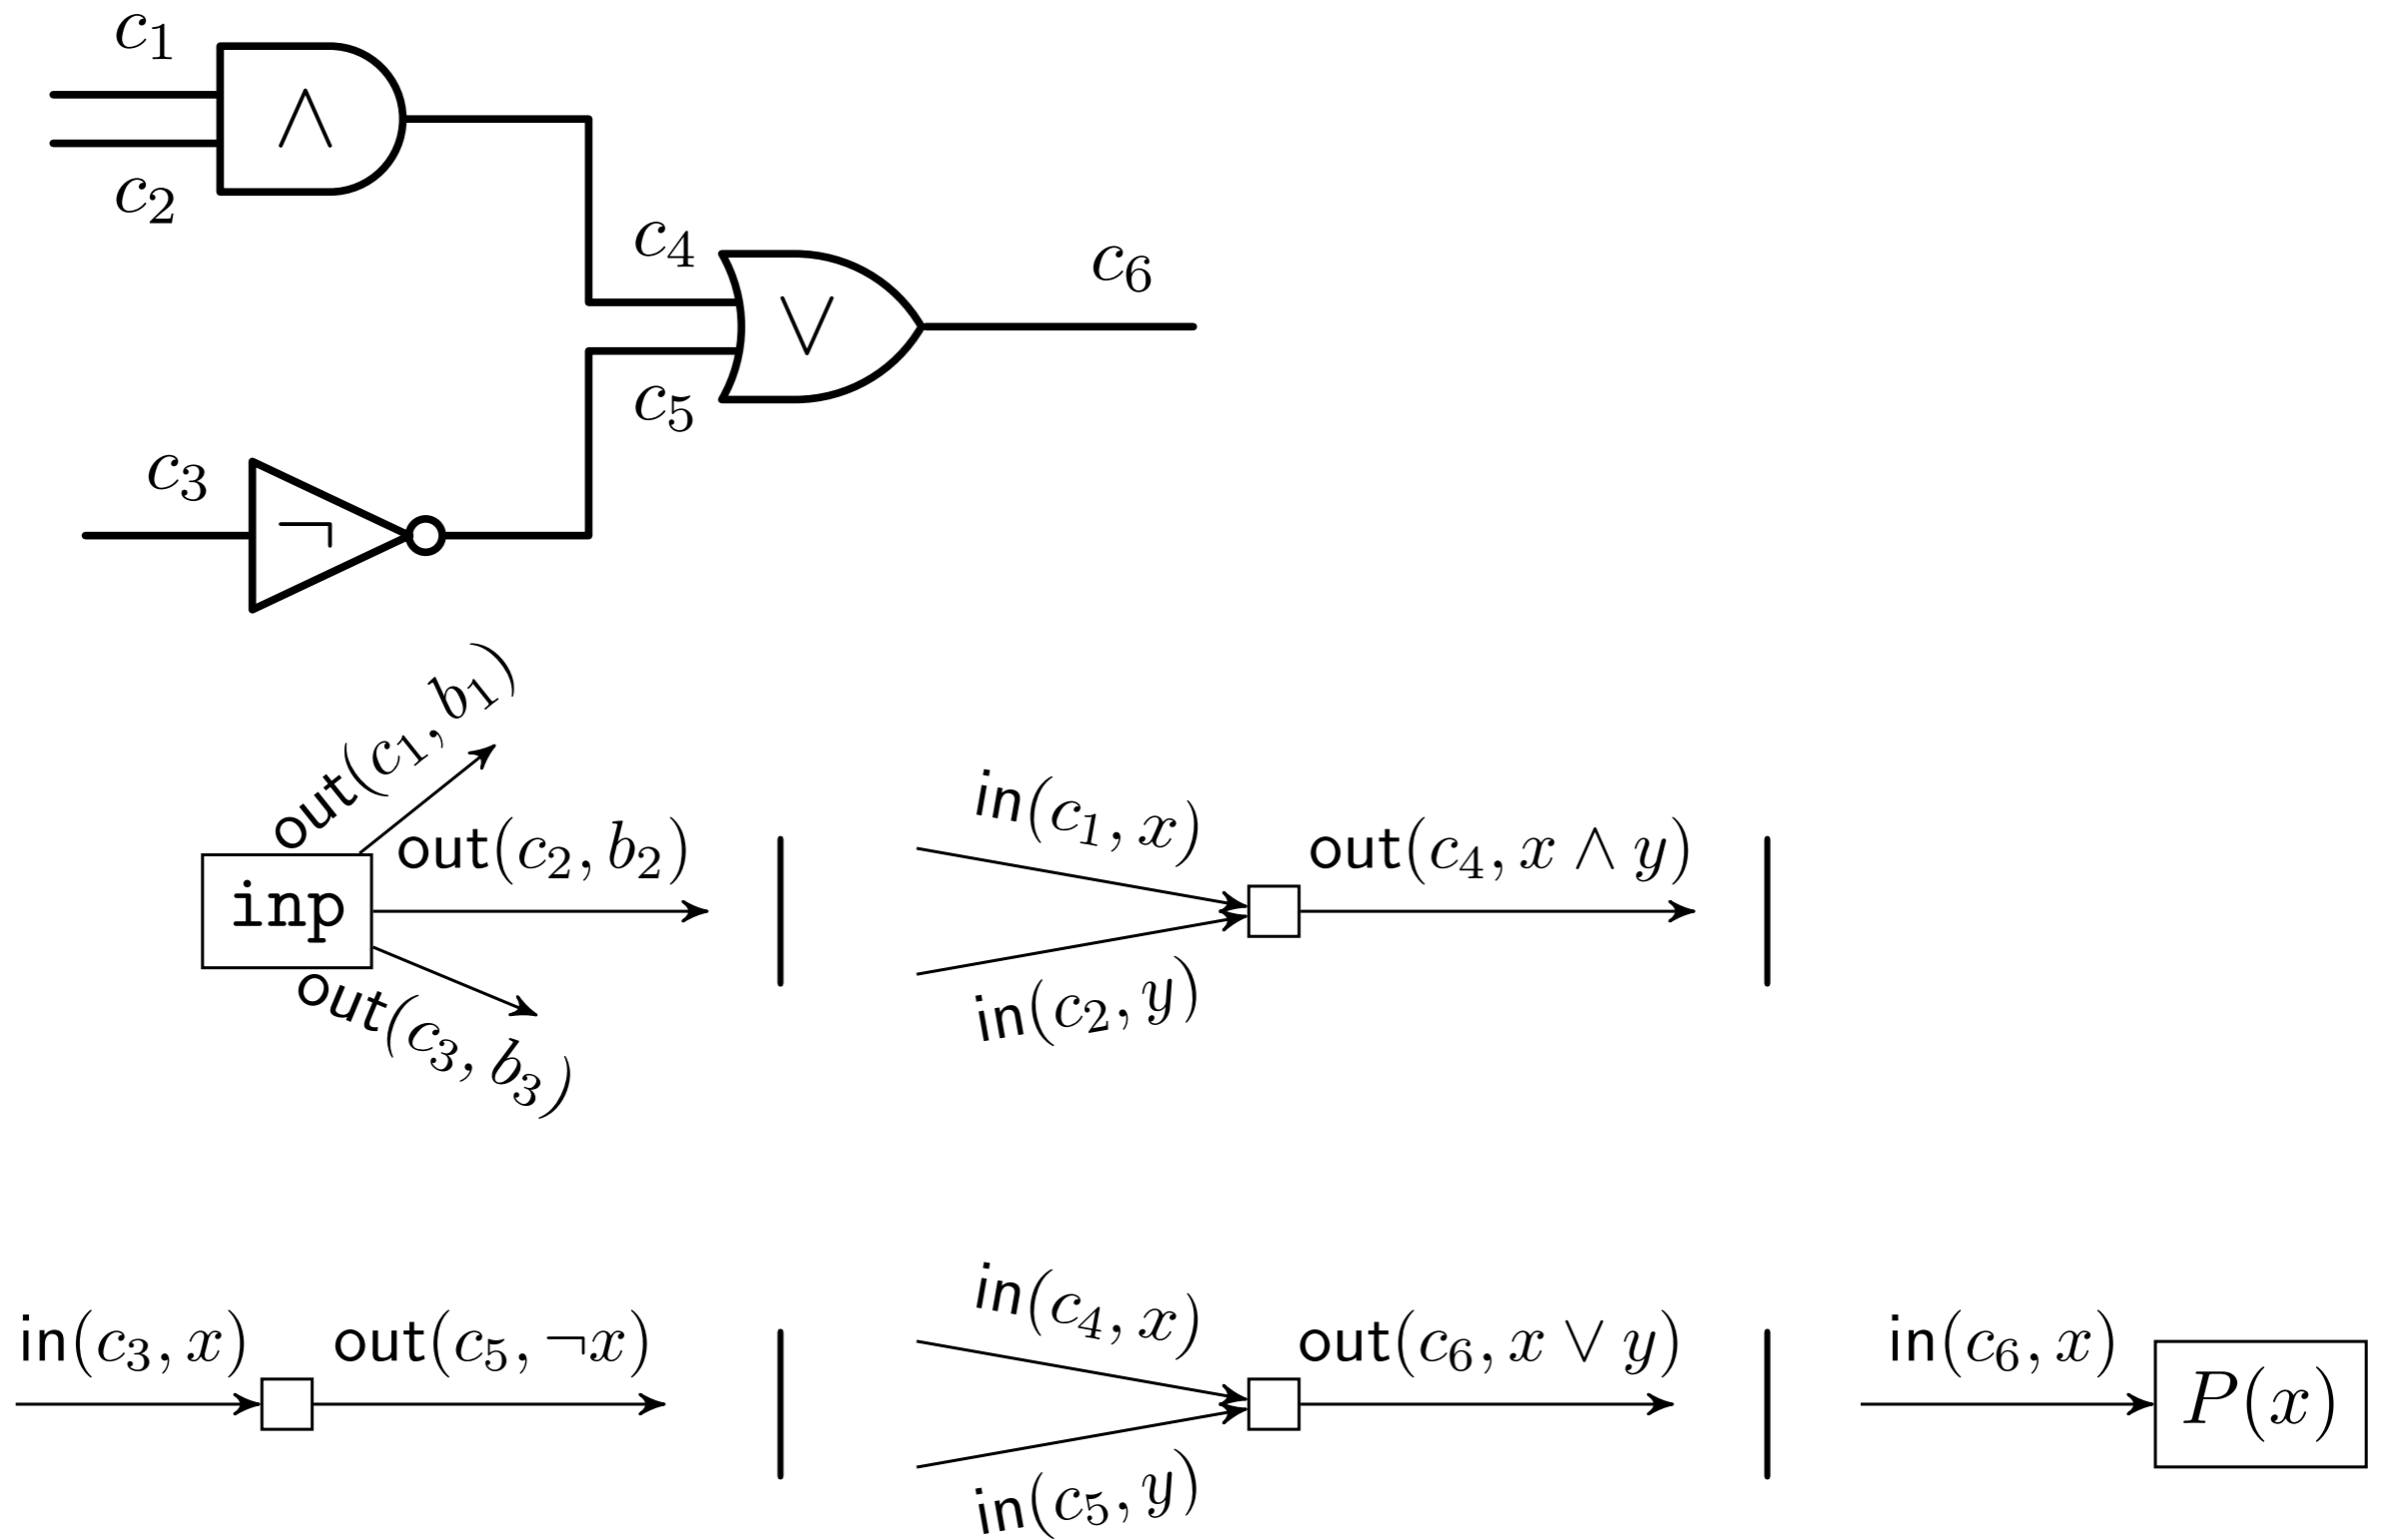 c₁
∧
c₂
c₄
c₆
∨
c₅
c₃
¬
out(c₁, b₁)
in(c₁, x)
out(c₂, b₂)
out(c₄, x ∧ y)
inp
out(c₃, b₃)
in(c₂, y)
in(c₃, x)
out(c₅, ¬x)
in(c₄, x)
out(c₆, x ∨ y)
in(c₆, x)
P(x)
in(c₅, y)